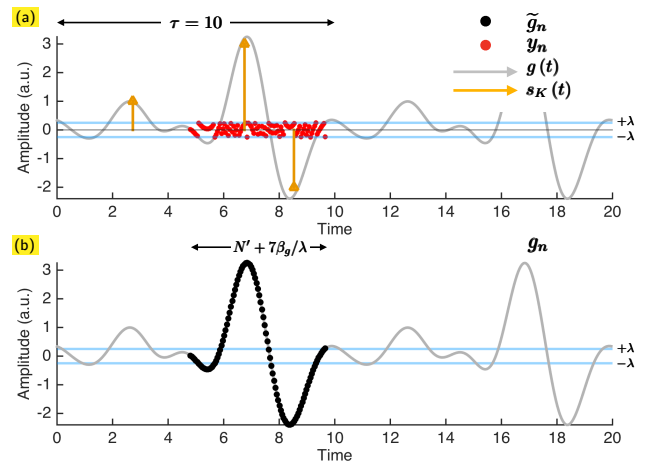 (a)
τ = 10
g̃ₙ
yₙ
g(t)
s_K(t)
Amplitude (a.u.)
3
2
1
0
-1
-2
+λ
−λ
0 2 4 6 8 10 12 14 16 18 20
Time
(b)
N′ + 7β_g/λ
gₙ
Amplitude (a.u.)
3
2
1
0
-1
-2
+λ
−λ
0 2 4 6 8 10 12 14 16 18 20
Time